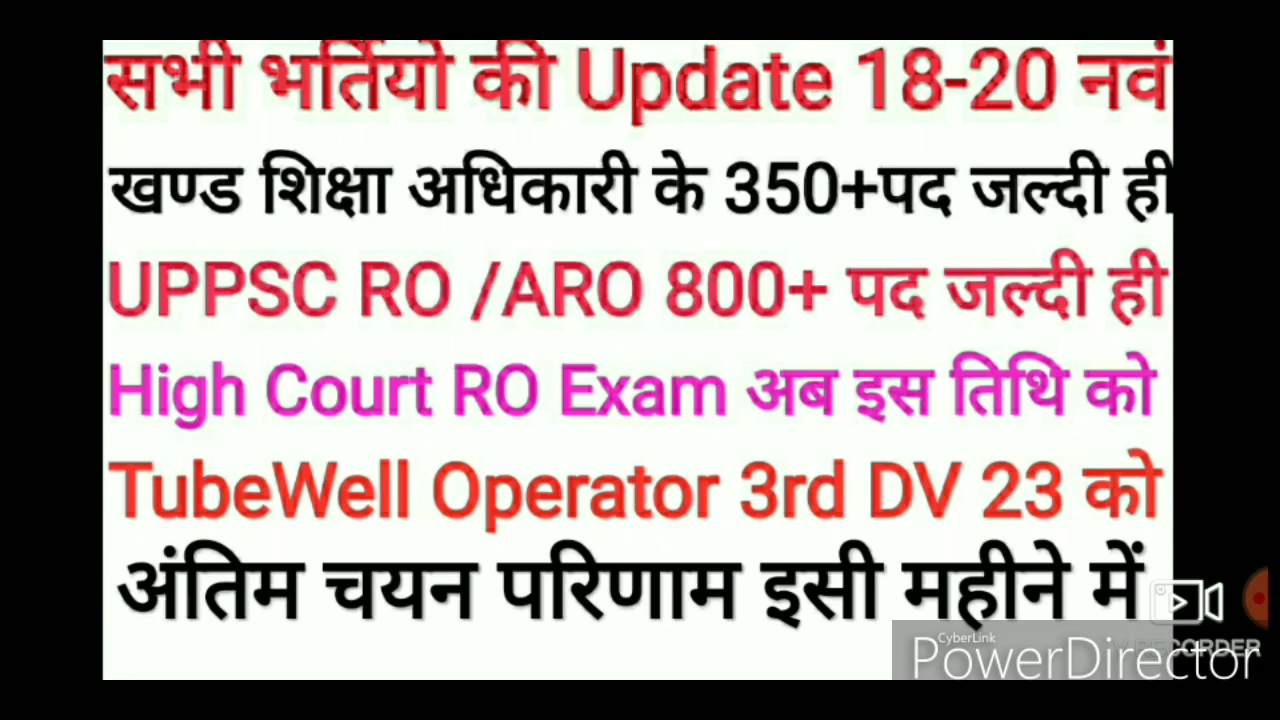 सभी भर्तियो की Update 18-20 नवं
खण्ड शिक्षा अधिकारी के 350+पद जल्दी ही
UPPSC RO /ARO 800+ पद जल्दी ही
High Court RO Exam अब इस तिथि को
TubeWell Operator 3rd DV 23 को
अंतिम चयन परिणाम इसी महीने में
CyberLink
PowerDirector